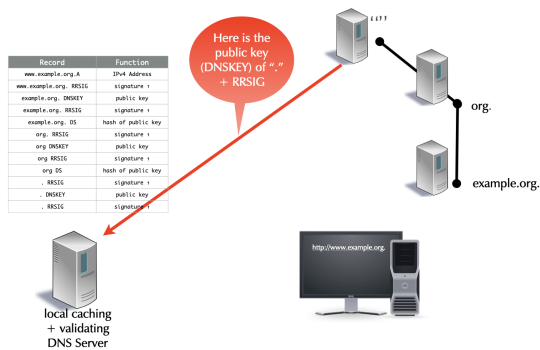 Here is the
public key
(DNSKEY) of "."
+ RRSIG
"."
Record Function
www.example.org.A IPv4 Address
www.example.org. RRSIG signature ↑
example.org. DNSKEY public key
example.org. RRSIG signature ↑
example.org. DS hash of public key
org. RRSIG signature ↑
org DNSKEY public key
org RRSIG signature ↑
org DS hash of public key
. RRSIG signature ↑
. DNSKEY public key
. RRSIG signature ↑
org.
example.org.
http://www.example.org.
local caching
+ validating
DNS Server